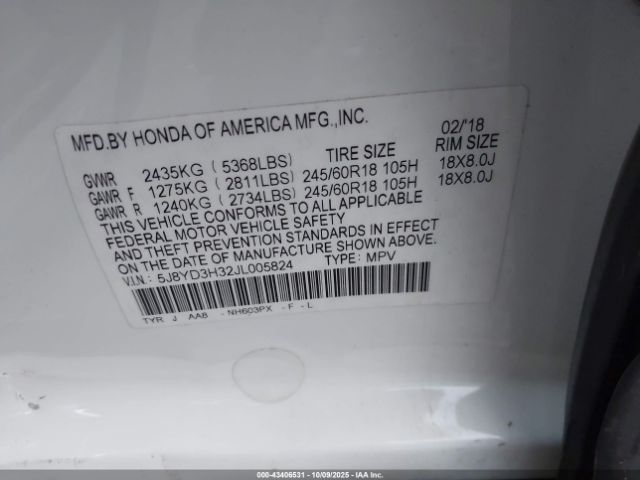 MFD.BY HONDA OF AMERICA MFG.,INC. 02/'18
GVWR 2435KG ( 5368LBS) TIRE SIZE RIM SIZE
GAWR F 1275KG ( 2811LBS) 245/60R18 105H 18X8.0J
GAWR R 1240KG ( 2734LBS) 245/60R18 105H 18X8.0J
THIS VEHICLE CONFORMS TO ALL APPLICABLE
FEDERAL MOTOR VEHICLE SAFETY
AND THEFT PREVENTION STANDARDS IN EFFECT
ON THE DATE OF MANUFACTURE SHOWN ABOVE.
V.I.N.: 5J8YD3H32JL005824 TYPE: MPV
TYR J AA8 - NH603PX - F - L
000-43406531 - 10/09/2025 - IAA Inc.